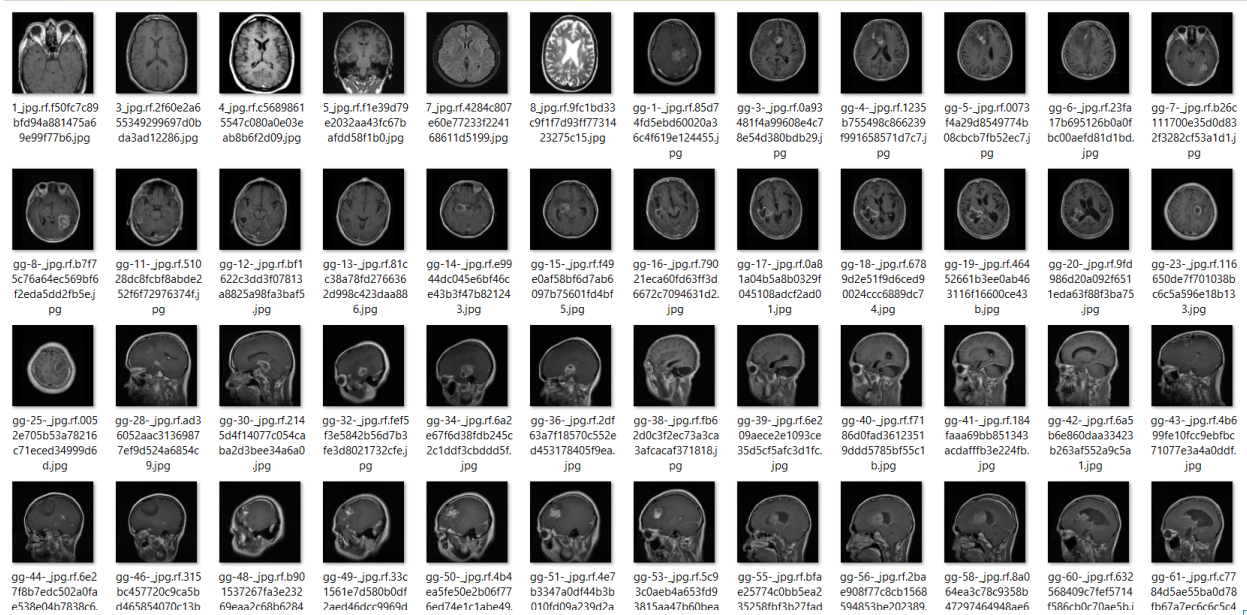 1_jpg.rf.f50fc7c89
bfd94a881475a6
9e99f77b6.jpg
3_jpg.rf.2f60e2a6
55349299697d0b
da3ad12286.jpg
4_jpg.rf.c5689861
5547c080a0e03e
ab8b6f2d09.jpg
5_jpg.rf.f1e39d79
e2032aa43fc67b
afdd58f1b0.jpg
7_jpg.rf.4284c807
e60e77233f2241
68611d5199.jpg
8_jpg.rf.9fc1bd33
c9f1f7d93ff77314
23275c15.jpg
gg-1-_jpg.rf.85d7
4fd5ebd60020a3
6c4f619e124455.j
pg
gg-3-_jpg.rf.0a93
481f4a99608e4c7
8e54d380bdb29.j
pg
gg-4-_jpg.rf.1235
b755498c866239
f991658571d7c7.j
pg
gg-5-_jpg.rf.0073
f4a29d8549774b
08cbcb7fb52ec7.j
pg
gg-6-_jpg.rf.23fa
17b695126b0a0f
bc00aefd81d1bd.
jpg
gg-7-_jpg.rf.b26c
111700e35d0d83
2f3282cf53a1d1.j
pg
gg-8-_jpg.rf.b7f7
5c76a64ec569bf6
f2eda5dd2fb5e.j
pg
gg-11-_jpg.rf.510
28dc8fcbf8abde2
52f6f72976374f.j
pg
gg-12-_jpg.rf.bf1
622c3dd3f07813
a8825a98fa3baf5
.jpg
gg-13-_jpg.rf.81c
c38a78fd276636
2d998c423daa88
6.jpg
gg-14-_jpg.rf.e99
44dc045e6bf46c
e43b3f47b82124
3.jpg
gg-15-_jpg.rf.f49
e0af58bf6d7ab6
097b75601fd4bf
5.jpg
gg-16-_jpg.rf.790
21eca60fd63ff3d
6672c7094631d2.
jpg
gg-17-_jpg.rf.0a8
1a04b5a8b0329f
045108adcf2ad0
1.jpg
gg-18-_jpg.rf.678
9d2e51f9d6ced9
0024ccc6889dc7
4.jpg
gg-19-_jpg.rf.464
52661b3ee0ab46
3116f16600ce43
b.jpg
gg-20-_jpg.rf.9fd
986d20a092f651
1eda63f88f3ba75
.jpg
gg-23-_jpg.rf.116
650de7f701038b
c6c5a596e18b13
3.jpg
gg-25-_jpg.rf.005
2e705b53a78216
c71eced34999d6
d.jpg
gg-28-_jpg.rf.ad3
6052aac3136987
7ef9d524a6854c
9.jpg
gg-30-_jpg.rf.214
5d4f14077c054ca
ba2d3bee34a6a0
.jpg
gg-32-_jpg.rf.fef5
f3e5842b56d7b3
fe3d8021732cfe.j
pg
gg-34-_jpg.rf.6a2
e67f6d38fdb245c
2c1ddf3cbddd5f.
jpg
gg-36-_jpg.rf.2df
63a7f18570c552e
d453178405f9ea.
jpg
gg-38-_jpg.rf.fb6
2d0c3f2ec73a3ca
3afcacaf371818.j
pg
gg-39-_jpg.rf.6e2
09aece2e1093ce
35d5cf5afc3d1fc.
jpg
gg-40-_jpg.rf.f71
86d0fad3612351
9ddd5785bf55c1
b.jpg
gg-41-_jpg.rf.184
faaa69bb851343
acdafffb3e224fb.
jpg
gg-42-_jpg.rf.6a5
b6e860daa33423
b263af552a9c5a
1.jpg
gg-43-_jpg.rf.4b6
99fe10fcc9ebfbc
71077e3a4a0ddf.
jpg
gg-44-_jpg.rf.6e2
7f8b7edc502a0fa
e538e04b7838c6.
gg-46-_jpg.rf.315
bc457720c9ca5b
d465854070c13b
gg-48-_jpg.rf.b90
1537267fa3e232
69eaa2c68b6284
gg-49-_jpg.rf.33c
1561e7d580b0df
2aed46dcc9969d
gg-50-_jpg.rf.4b4
ea5fe50e2b06f77
6ed74e1c1abe49.
gg-51-_jpg.rf.4e7
b3347a0df44b3b
010fd09a239d2a
gg-53-_jpg.rf.5c9
3c0aeb4a653fd9
3815aa47b60bea
gg-55-_jpg.rf.bfa
e25774c0bb5ea2
35258fbf3b27fad
gg-56-_jpg.rf.2ba
e908f77c8cb1568
594853be202389.
gg-58-_jpg.rf.8a0
64ea3c78c9358b
47297464948ae6
gg-60-_jpg.rf.632
568409c7fef5714
f586cb0c70ae5b.
gg-61-_jpg.rf.c77
84d5ae55ba0d78
fb67a7ec6c5c4